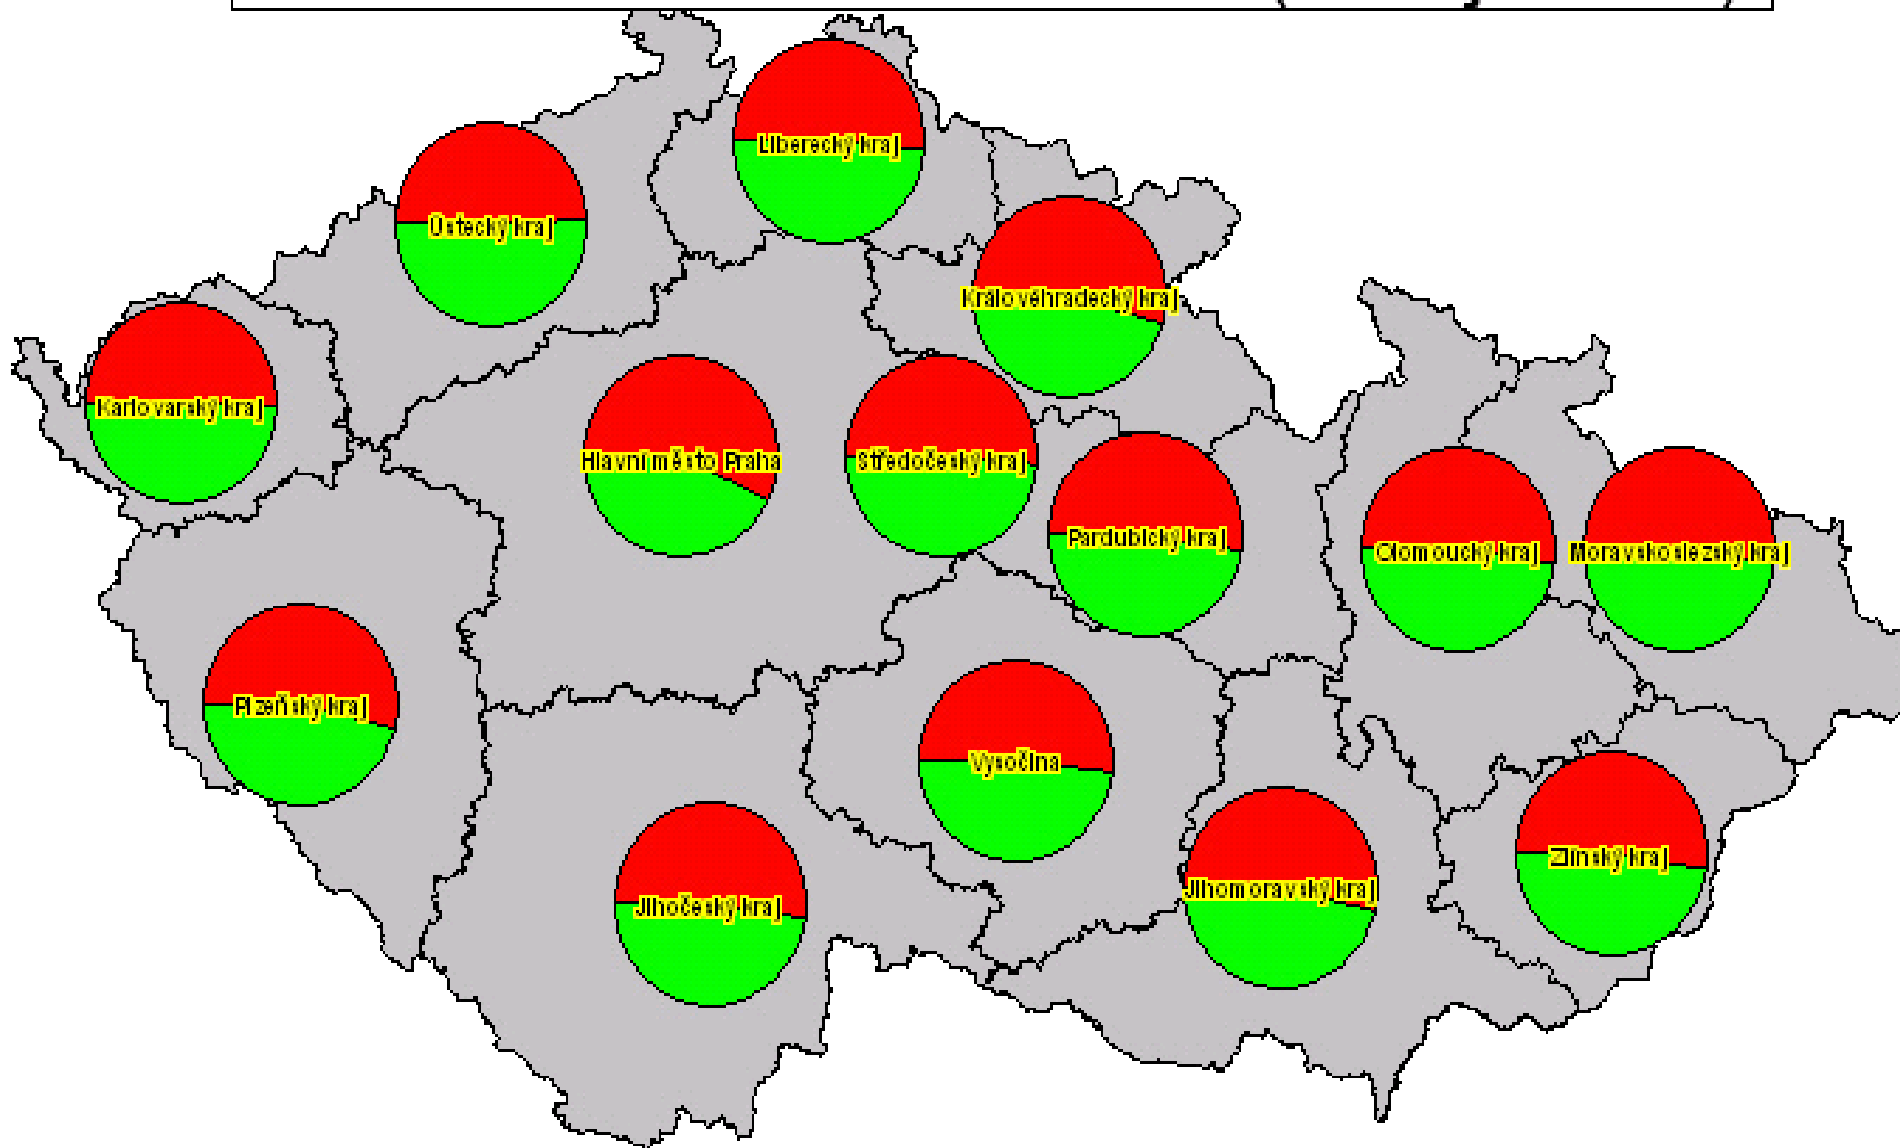 Liberecký kraj
Ústecký kraj
Královéhradecký kraj
Karlovarský kraj
Hlavní město Praha
Středočeský kraj
Pardubický kraj
Olomoucký kraj
Moravskoslezský kraj
Plzeňský kraj
Vysočina
Zlínský kraj
Jihomoravský kraj
Jihočeský kraj